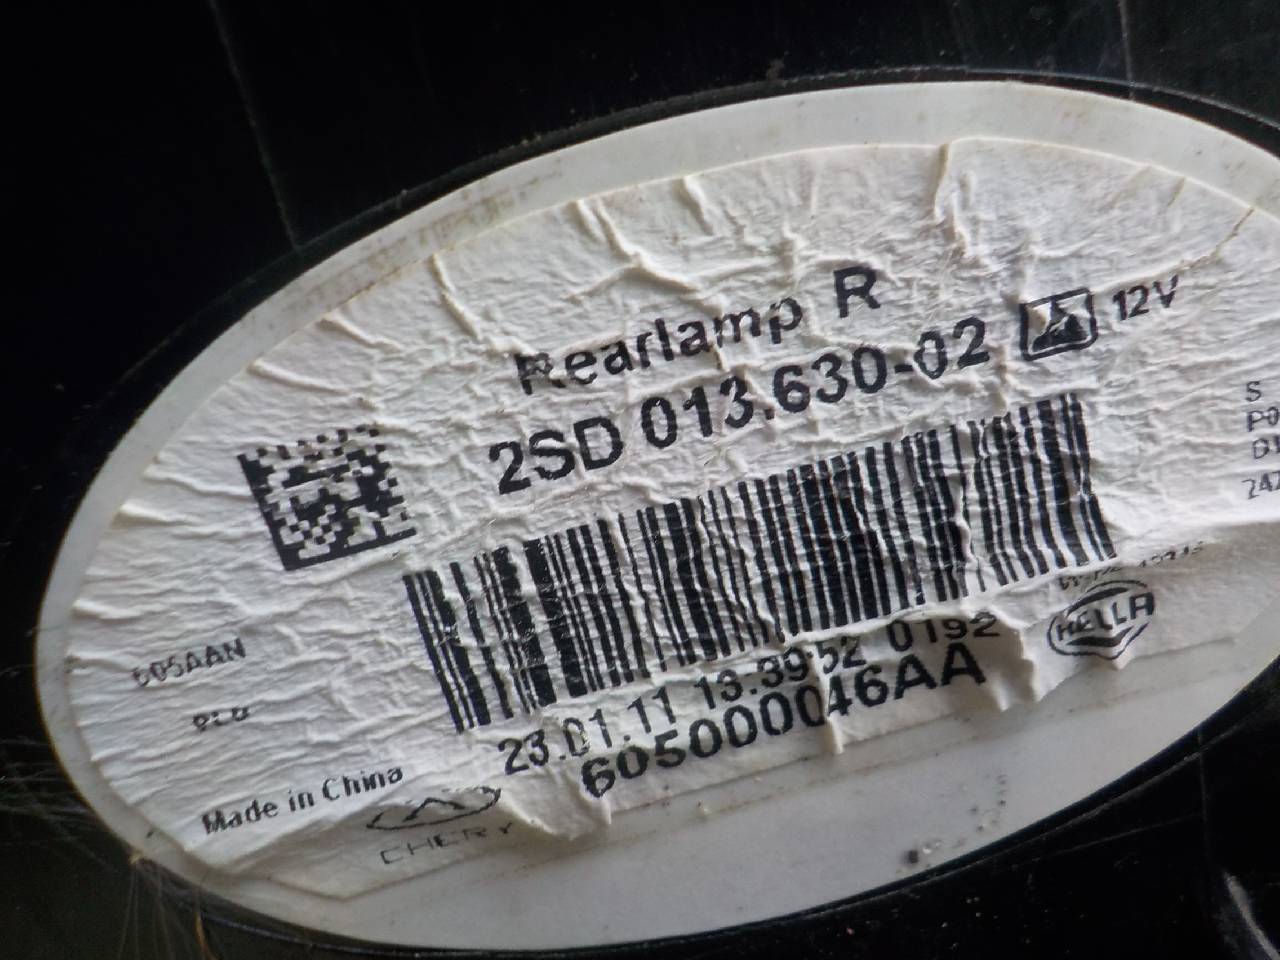 Rearlamp R
2SD 013.630-02 12V
605AAN
23.01.11 13:39:52 0192
605000046AA
HELLA
Made in China
CHERY